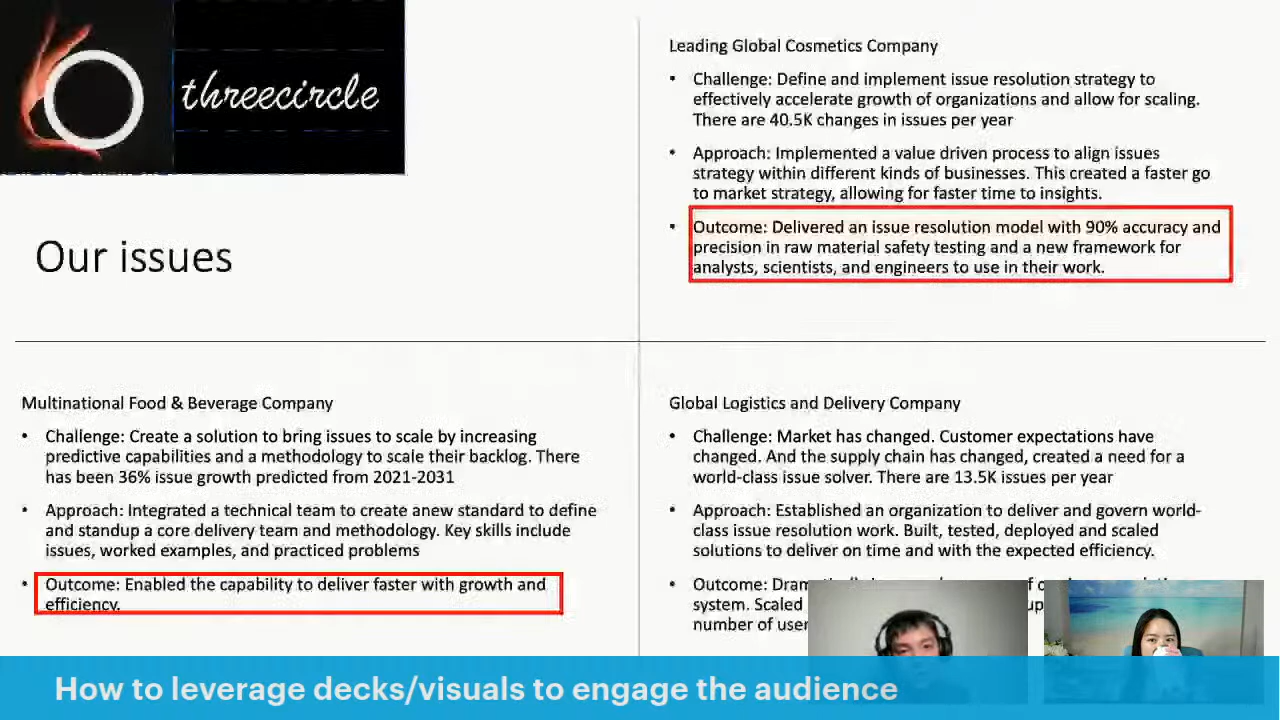 threecircle
Our issues
Leading Global Cosmetics Company
• Challenge: Define and implement issue resolution strategy to
effectively accelerate growth of organizations and allow for scaling.
There are 40.5K changes in issues per year
• Approach: Implemented a value driven process to align issues
strategy within different kinds of businesses. This created a faster go
to market strategy, allowing for faster time to insights.
• Outcome: Delivered an issue resolution model with 90% accuracy and
precision in raw material safety testing and a new framework for
analysts, scientists, and engineers to use in their work.
Multinational Food & Beverage Company
• Challenge: Create a solution to bring issues to scale by increasing
predictive capabilities and a methodology to scale their backlog. There
has been 36% issue growth predicted from 2021-2031
• Approach: Integrated a technical team to create anew standard to define
and standup a core delivery team and methodology. Key skills include
issues, worked examples, and practiced problems
• Outcome: Enabled the capability to deliver faster with growth and
efficiency.
Global Logistics and Delivery Company
• Challenge: Market has changed. Customer expectations have
changed. And the supply chain has changed, created a need for a
world-class issue solver. There are 13.5K issues per year
• Approach: Established an organization to deliver and govern world-
class issue resolution work. Built, tested, deployed and scaled
solutions to deliver on time and with the expected efficiency.
• Outcome:
system. Scaled
number of
How to leverage decks/visuals to engage the audience